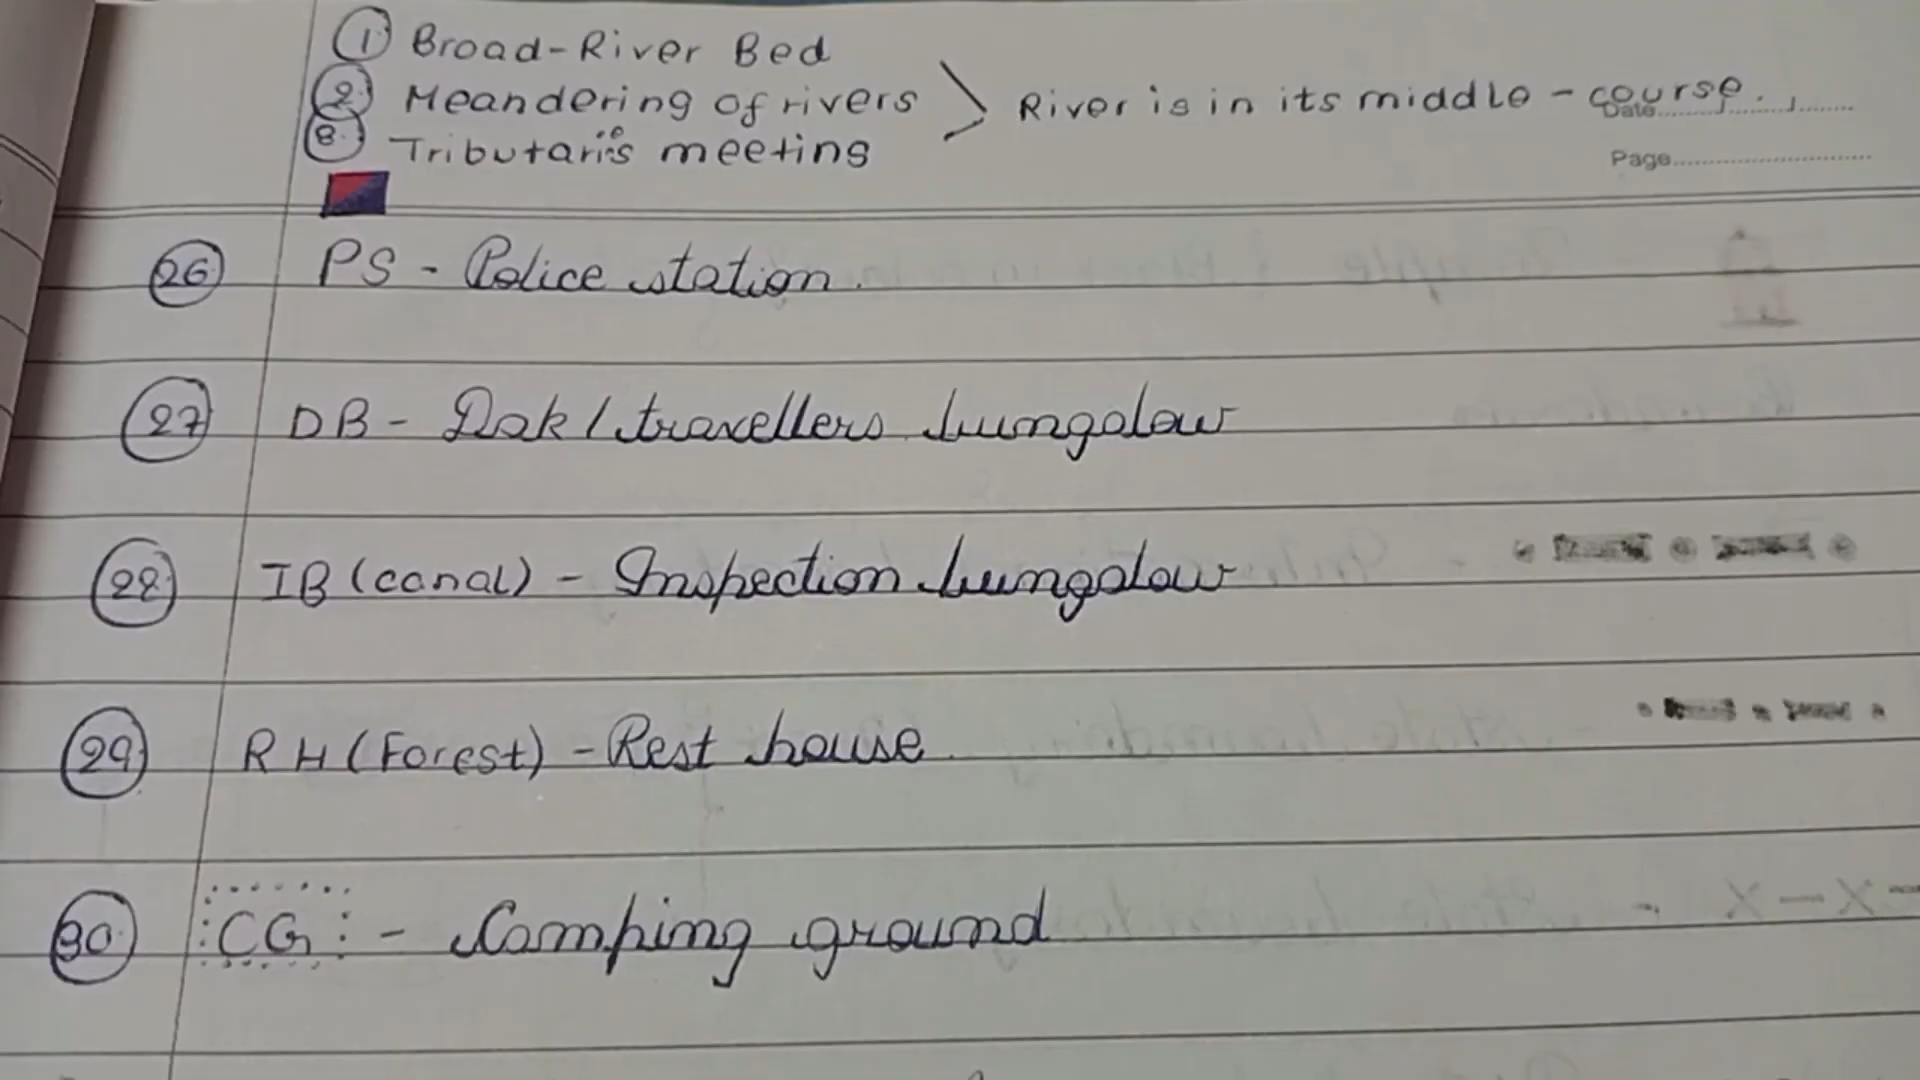 ① Broad-River Bed
② Meandering of rivers > River is in its middle - course.
③ Tributaries meeting
Date
Page
㉖ PS - Police station.
㉗ DB - Dak / travellers bungalow
㉘ IB (canal) - Inspection bungalow
㉙ RH (Forest) - Rest house
㉚ CG - Camping ground